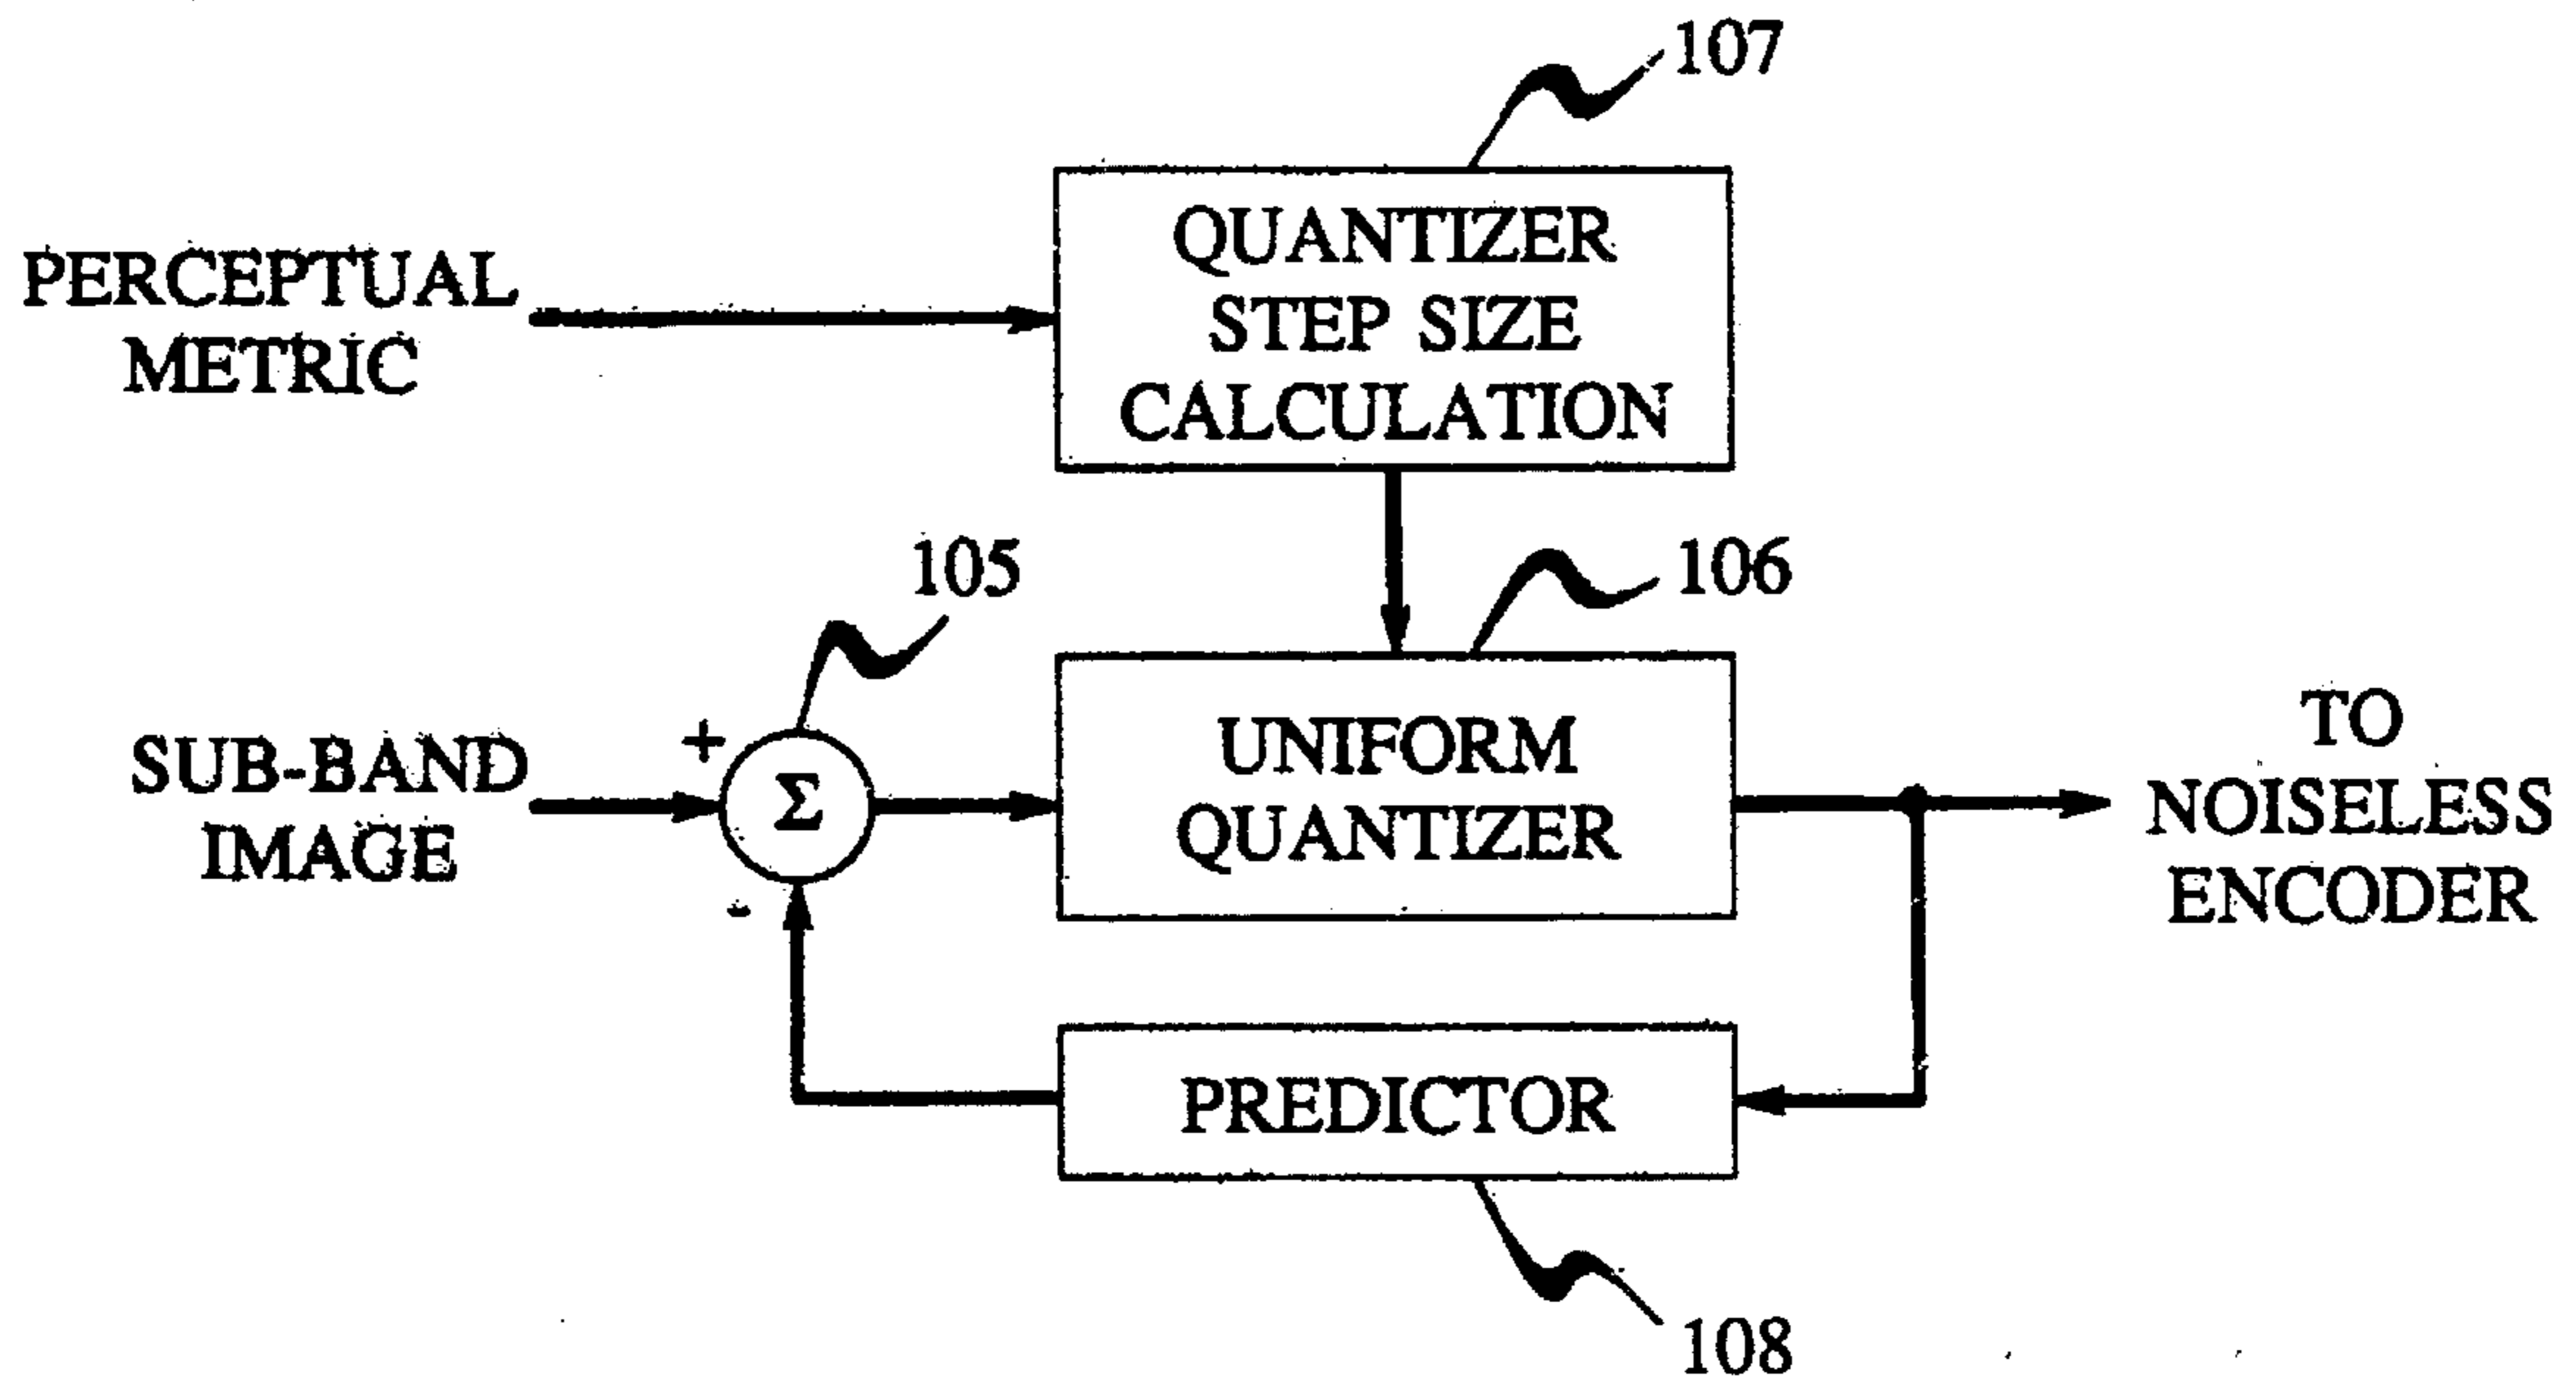 107
QUANTIZER
STEP SIZE
CALCULATION
PERCEPTUAL
METRIC
105
106
+
SUB-BAND
IMAGE
Σ
-
UNIFORM
QUANTIZER
TO
NOISELESS
ENCODER
PREDICTOR
108